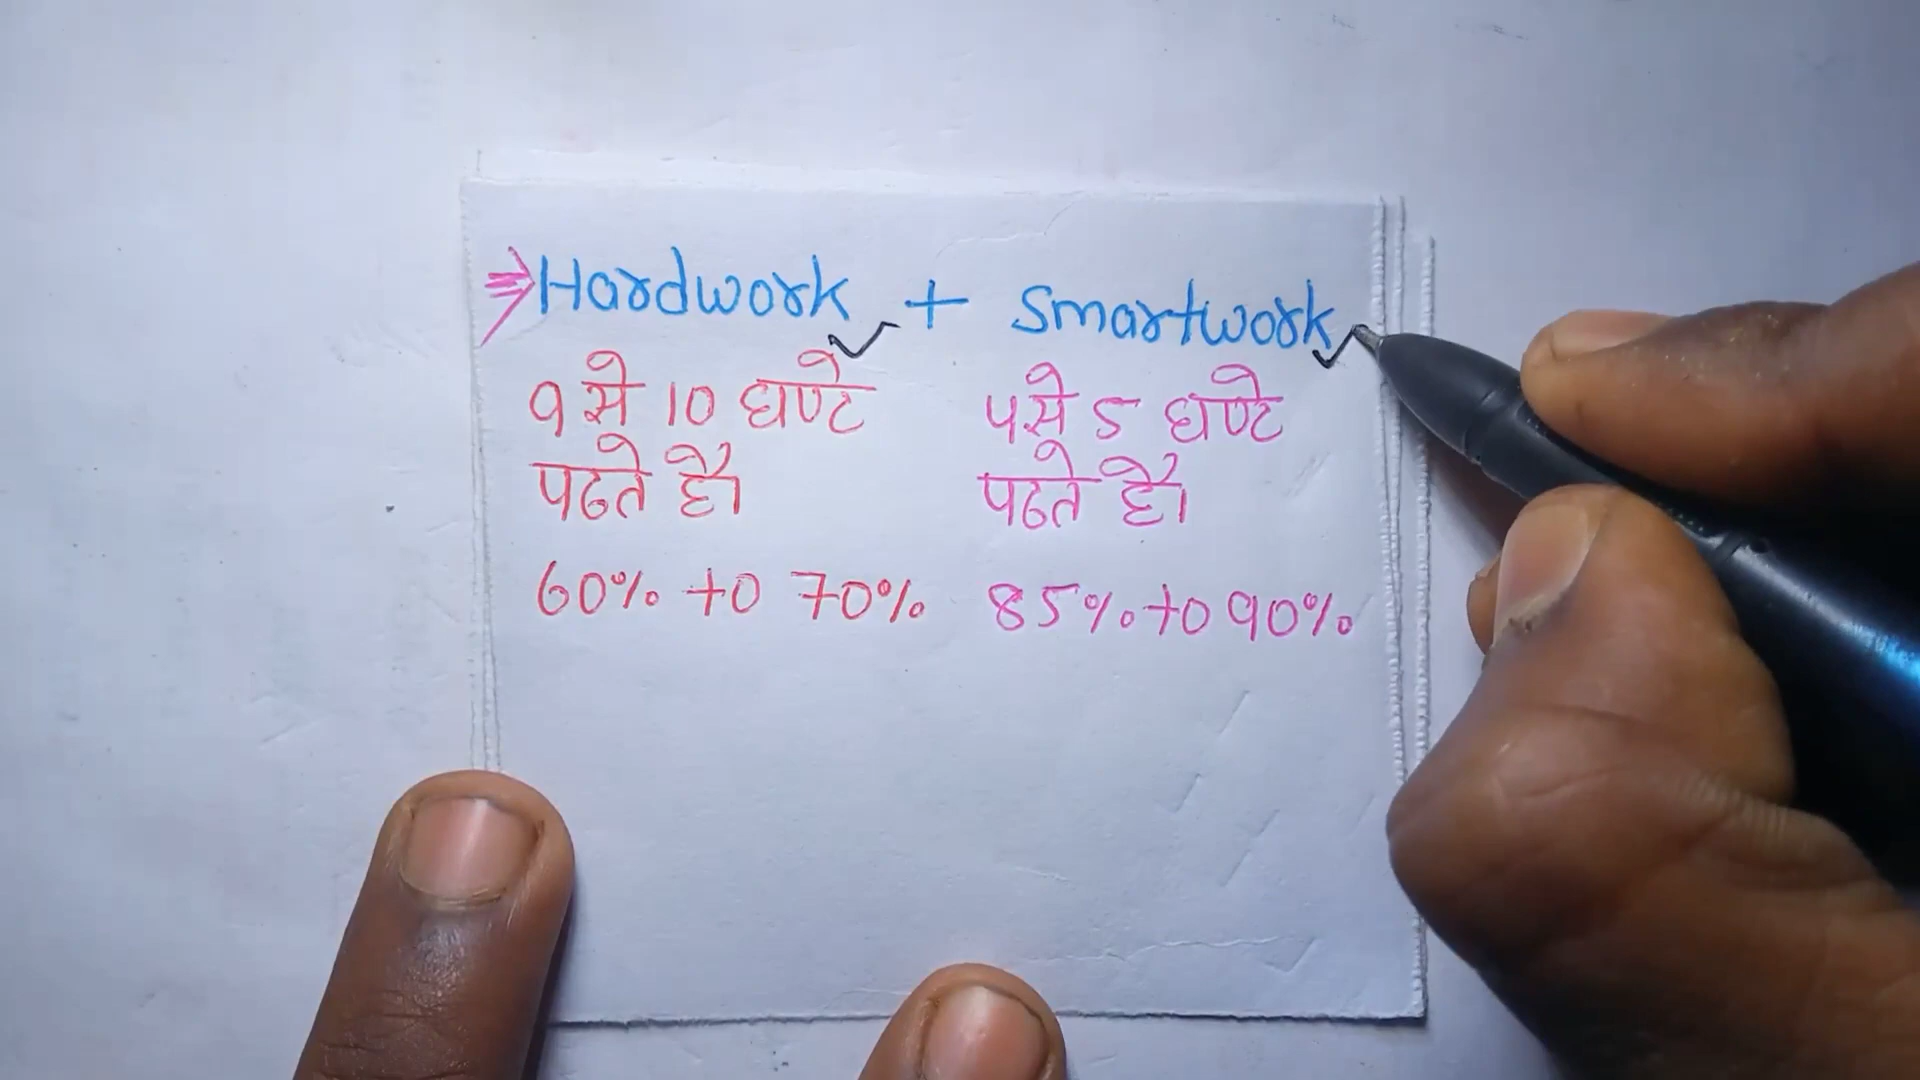 ⇒ Hardwork + Smartwork
9 से 10 घण्टे
पढते है।
60% to 70%
4 से 5 घण्टे
पढते है।
85% to 90%